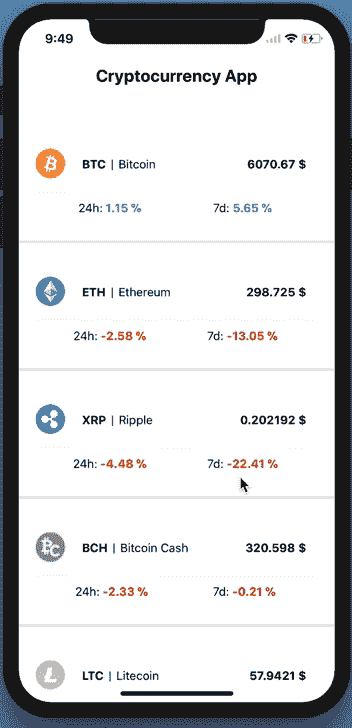 9:49
Cryptocurrency App
BTC | Bitcoin 6070.67 $
24h: 1.15 % 7d: 5.65 %
ETH | Ethereum 298.725 $
24h: -2.58 % 7d: -13.05 %
XRP | Ripple 0.202192 $
24h: -4.48 % 7d: -22.41 %
BCH | Bitcoin Cash 320.598 $
24h: -2.33 % 7d: -0.21 %
LTC | Litecoin 57.9421 $